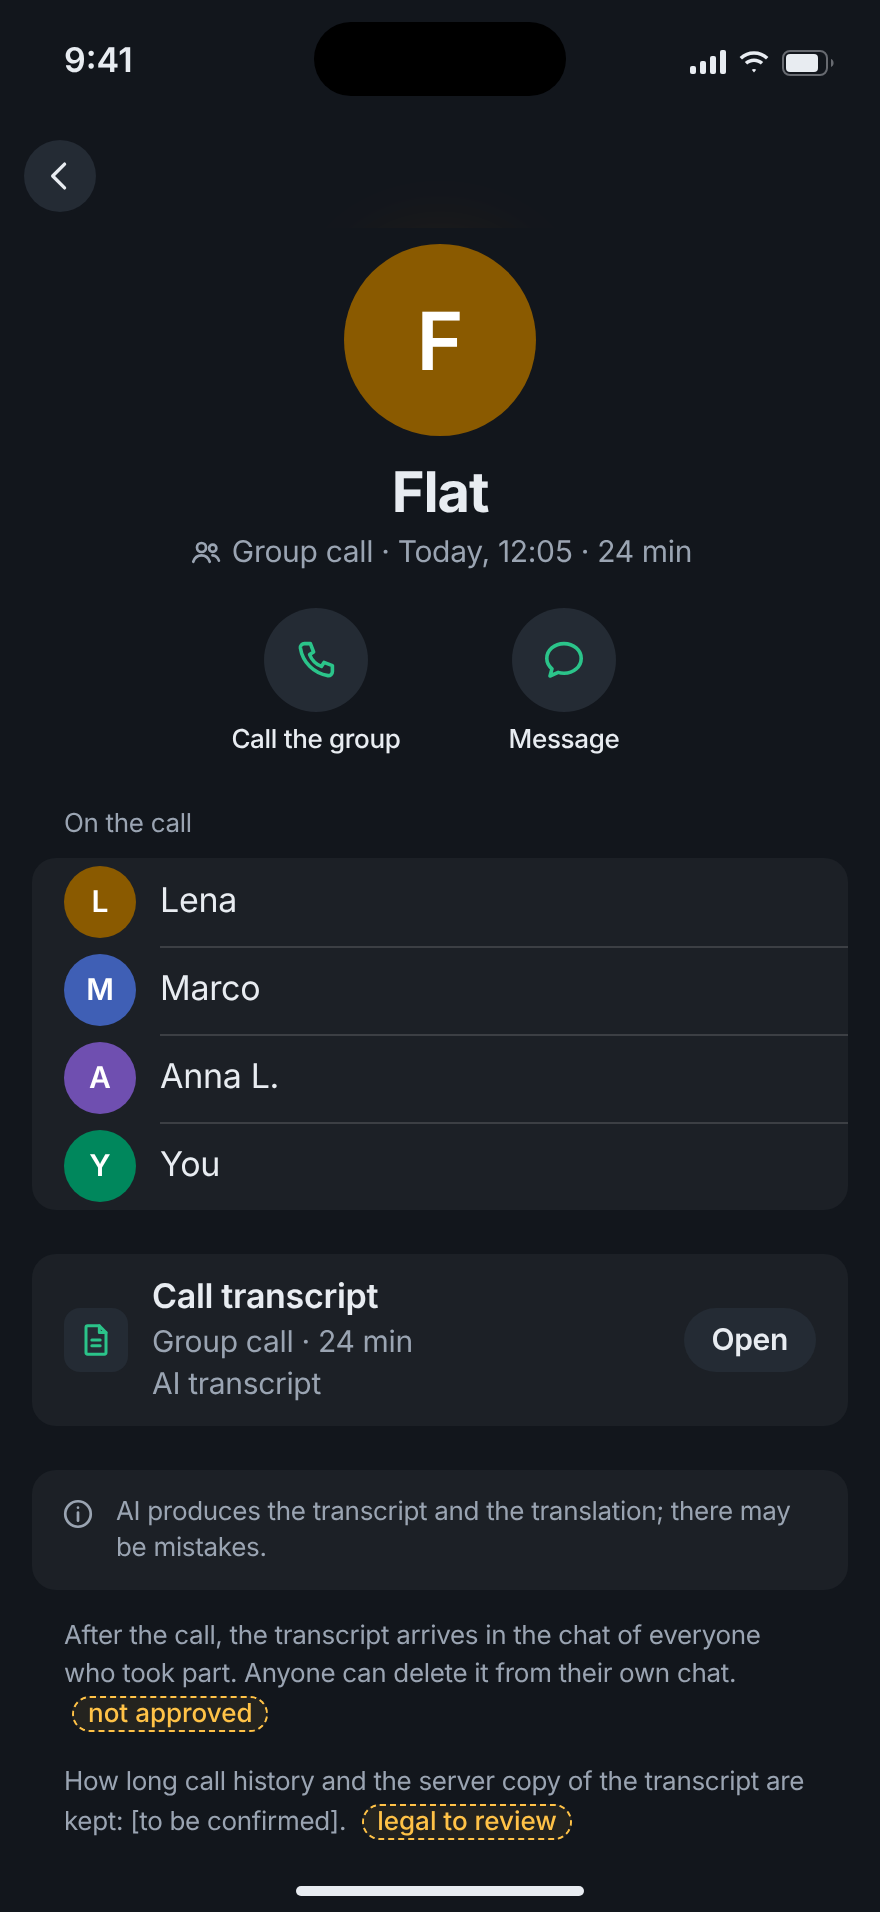 9:41
F
Flat
Group call · Today, 12:05 · 24 min
Call the group
Message
On the call
L
Lena
M
Marco
A
Anna L.
Y
You
Call transcript
Group call · 24 min
AI transcript
Open
AI produces the transcript and the translation; there may
be mistakes.
After the call, the transcript arrives in the chat of everyone
who took part. Anyone can delete it from their own chat.
not approved
How long call history and the server copy of the transcript are
kept: [to be confirmed]. legal to review